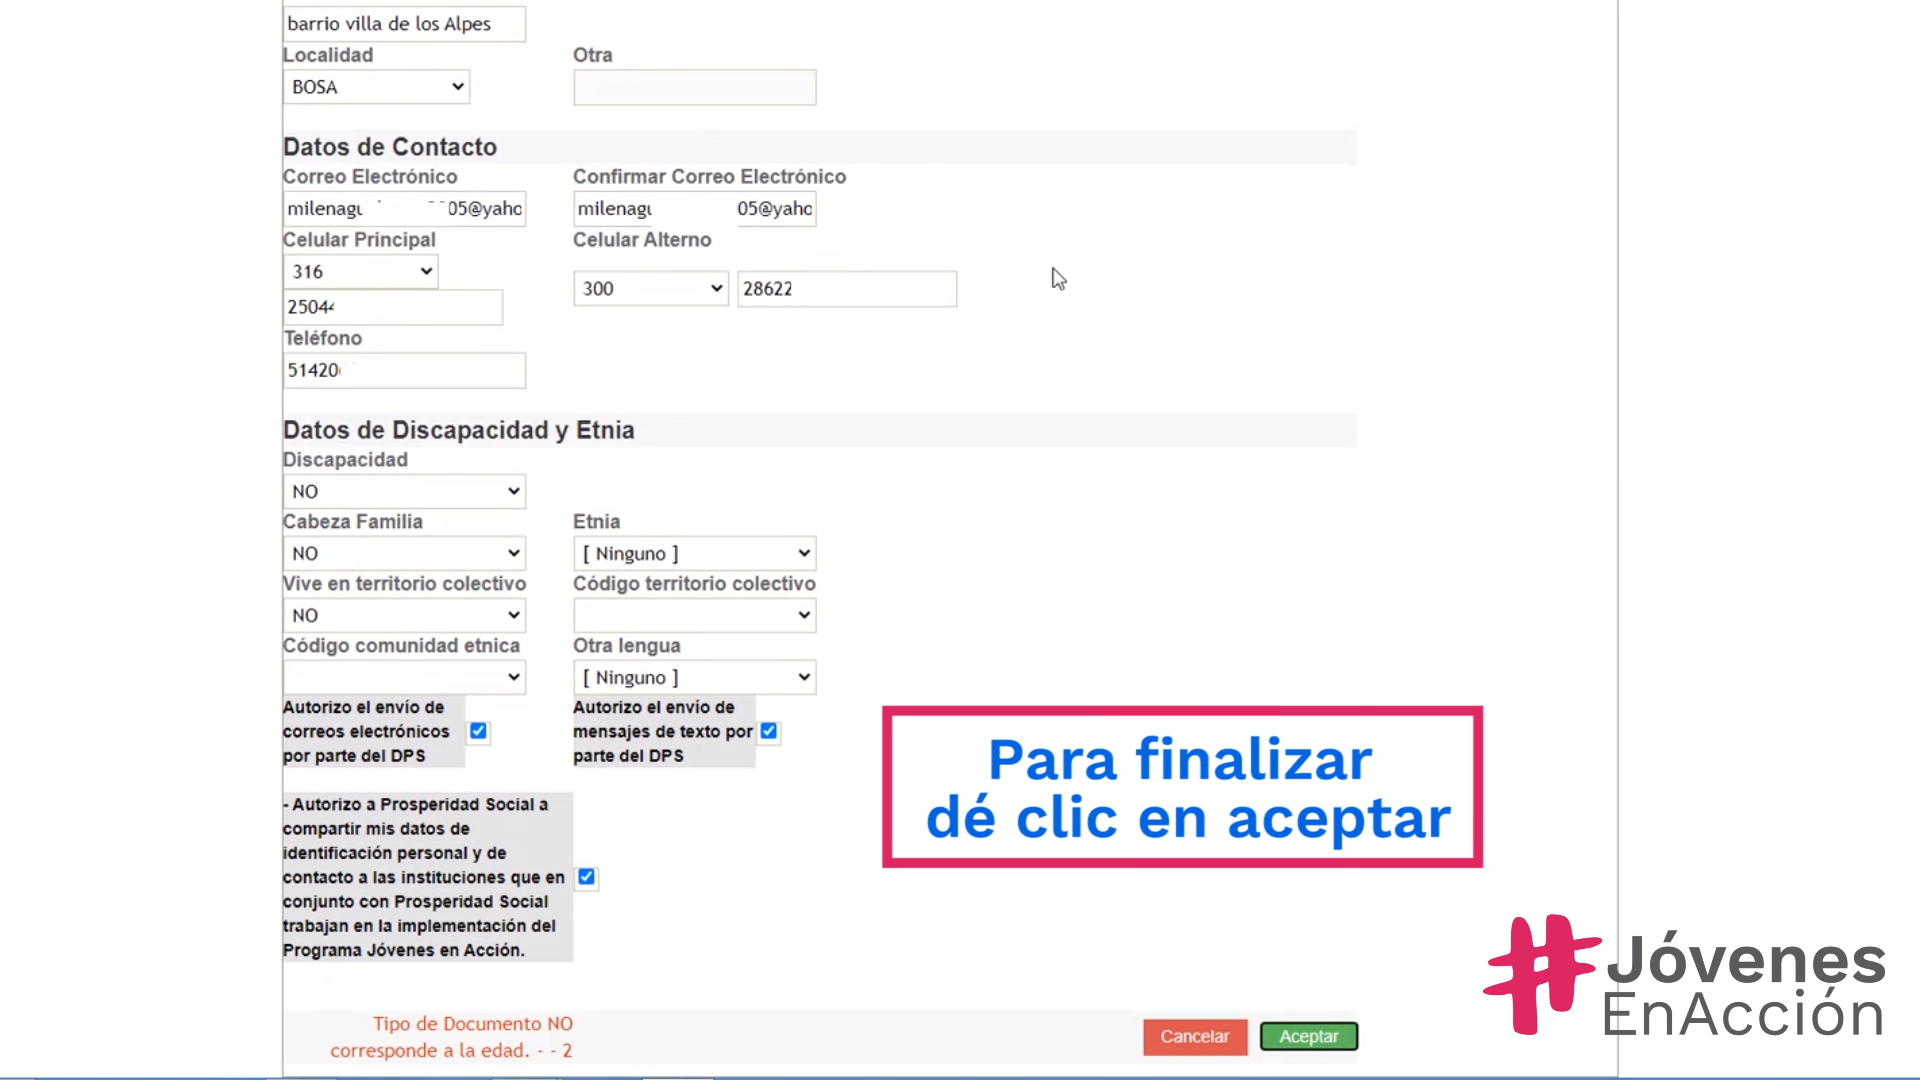 barrio villa de los Alpes
Localidad
Otra
BOSA
Datos de Contacto
Correo Electrónico
Confirmar Correo Electrónico
milenagu 05@yaho
milenagu 05@yaho
Celular Principal
Celular Alterno
316
300
28622
25044
Teléfono
51420
Datos de Discapacidad y Etnia
Discapacidad
NO
Cabeza Familia
Etnia
NO
[ Ninguno ]
Vive en territorio colectivo
Código territorio colectivo
NO
Código comunidad etnica
Otra lengua
[ Ninguno ]
Autorizo el envío de
correos electrónicos
por parte del DPS
Autorizo el envío de
mensajes de texto por
parte del DPS
Para finalizar
dé clic en aceptar
- Autorizo a Prosperidad Social a
compartir mis datos de
identificación personal y de
contacto a las instituciones que en
conjunto con Prosperidad Social
trabajan en la implementación del
Programa Jóvenes en Acción.
#Jóvenes
EnAcción
Tipo de Documento NO
corresponde a la edad. - - 2
Cancelar
Aceptar